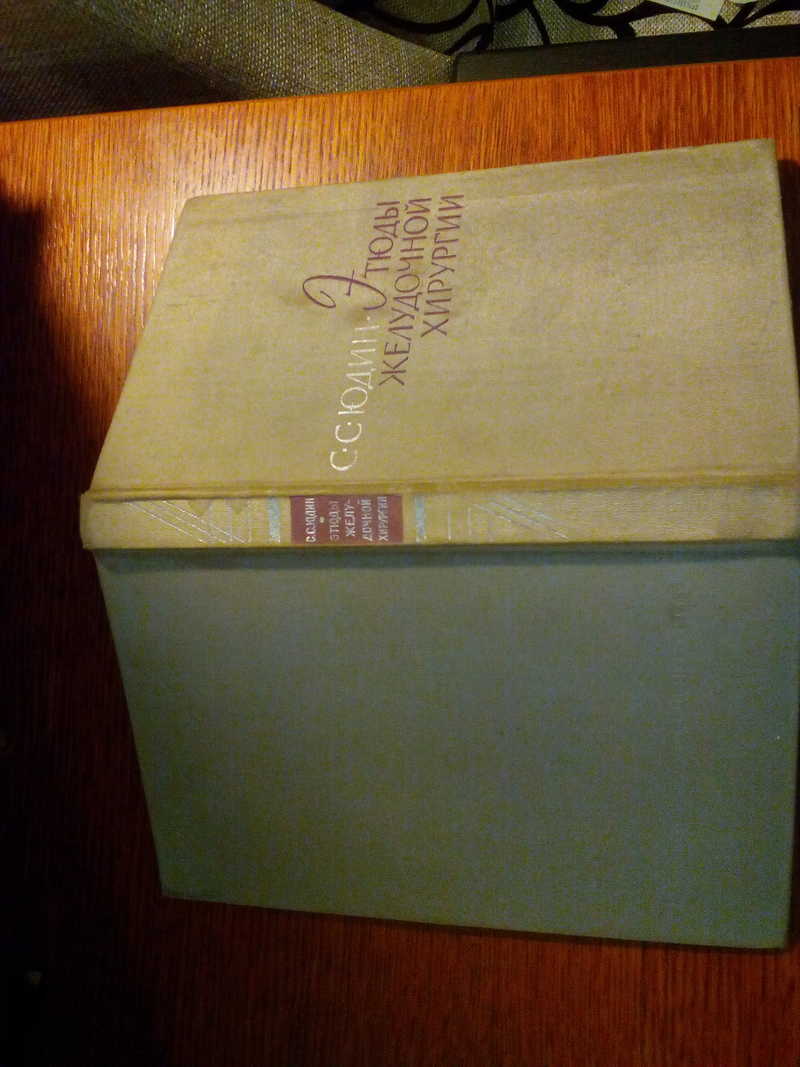 С·С·ЮДИН·
ЭТЮДЫ
ЖЕЛУДОЧНОЙ
ХИРУРГИИ
С.С.ЮДИН
ЭТЮДЫ
ЖЕЛУ-
ДОЧНОЙ
ХИРУРГИИ